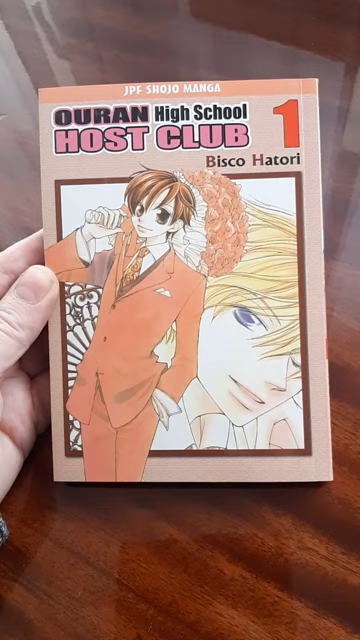 JPF SHOJO MANGA
OURAN High School
HOST CLUB
1
Bisco Hatori